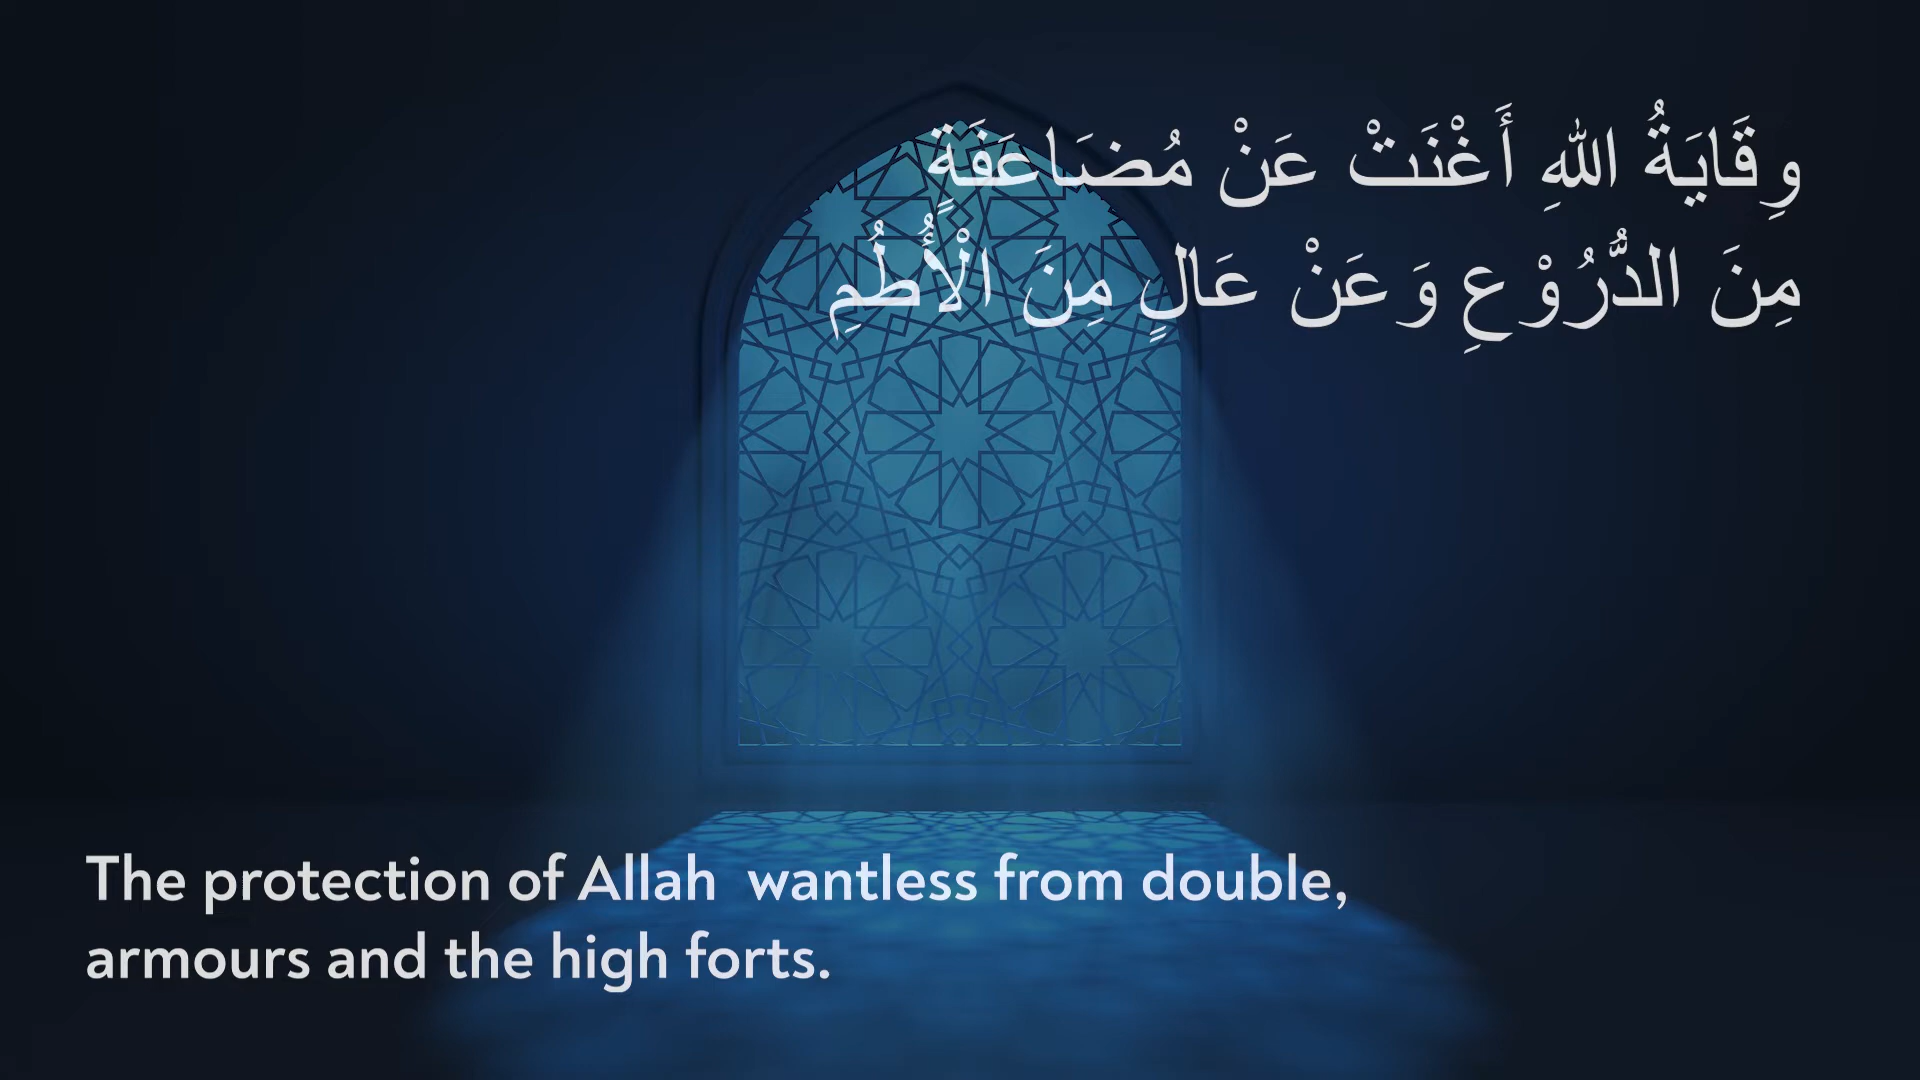 وِقَايَةُ اللهِ أَغْنَتْ عَنْ مُضَاعَفَةٍ
مِنَ الدُّرُوْعِ وَعَنْ عَالٍ مِنَ الْأُطُمِ
The protection of Allah  wantless from double,
armours and the high forts.